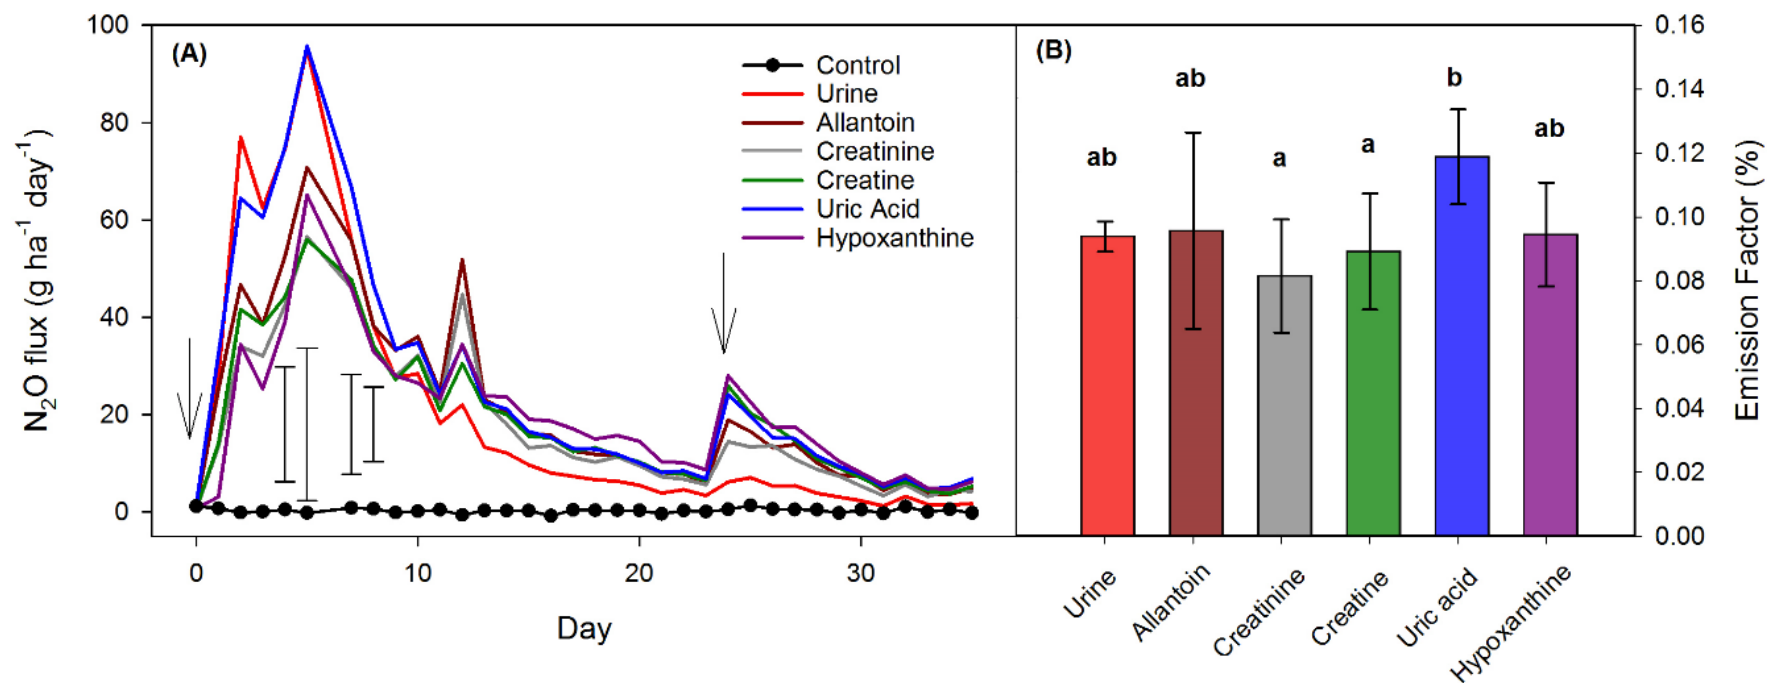 (A)
N2O flux (g ha-1 day-1)
100
80
60
40
20
0
Control
Urine
Allantoin
Creatinine
Creatine
Uric Acid
Hypoxanthine
0 10 20 30
Day
(B)
ab
ab
a
a
b
ab
0.16
0.14
0.12
0.10
0.08
0.06
0.04
0.02
0.00
Emission Factor (%)
Urine
Allantoin
Creatinine
Creatine
Uric acid
Hypoxanthine